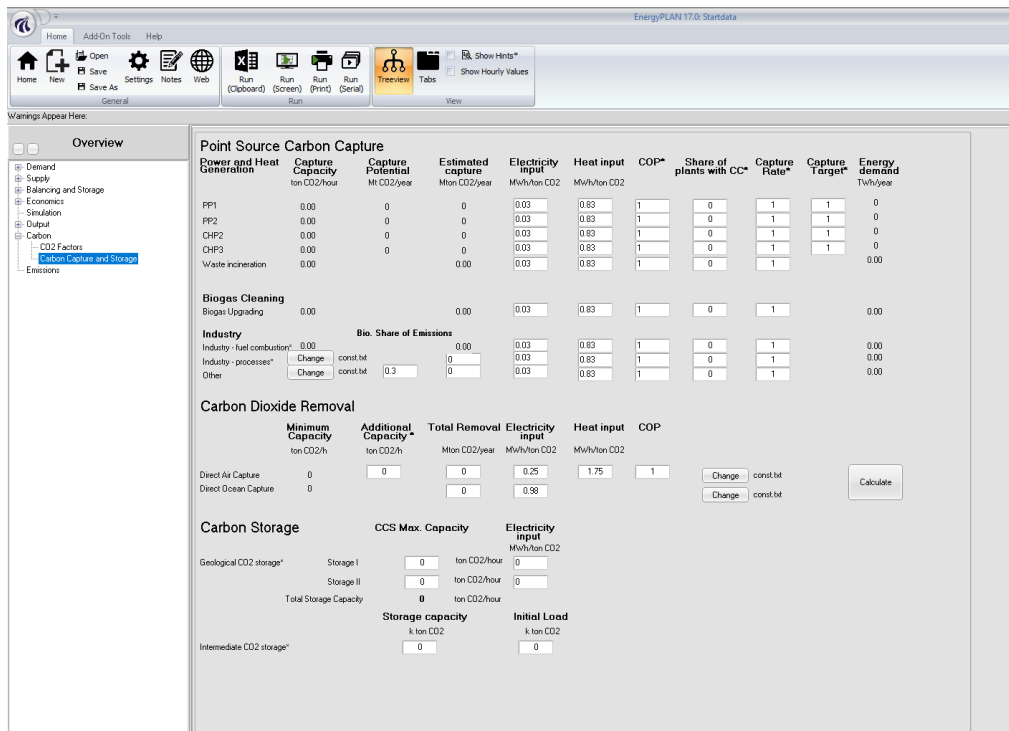 EnergyPLAN 17.0: Startdata
Home Add-On Tools Help
Open
Save
Save As
Home New Settings Notes Web
General
Run (Clipboard) Run (Screen) Run (Print) Run (Serial)
Run
Treeview Tabs
Show Hints*
Show Hourly Values
View
Warnings Appear Here:
Overview
Demand
Supply
Balancing and Storage
Economics
Simulation
Output
Carbon
CO2 Factors
Carbon Capture and Storage
Emissions
Point Source Carbon Capture
Power and Heat Generation Capture Capacity Capture Potential Estimated capture Electricity input Heat input COP* Share of plants with CC* Capture Rate* Capture Target* Energy demand
ton CO2/hour Mt CO2/year Mton CO2/year MWh/ton CO2 MWh/ton CO2 TWh/year
PP1 0.00 0 0 0.03 0.83 1 0 1 1 0
PP2 0.00 0 0 0.03 0.83 1 0 1 1 0
CHP2 0.00 0 0 0.03 0.83 1 0 1 1 0
CHP3 0.00 0 0 0.03 0.83 1 0 1 1 0
Waste incineration 0.00 0.00 0.03 0.83 1 0 1 0.00
Biogas Cleaning
Biogas Upgrading 0.00 0.00 0.03 0.83 1 0 1 0.00
Industry Bio. Share of Emissions
Industry - fuel combustion* 0.00 0.00 0.03 0.83 1 0 1 0.00
Industry - processes* Change const.txt 0 0.03 0.83 1 0 1 0.00
Other Change const.txt 0.3 0 0.03 0.83 1 0 1 0.00
Carbon Dioxide Removal
Minimum Capacity Additional Capacity* Total Removal Electricity input Heat input COP
ton CO2/h ton CO2/h Mton CO2/year MWh/ton CO2 MWh/ton CO2
Direct Air Capture 0 0 0 0.25 1.75 1 Change const.txt
Direct Ocean Capture 0 0 0.98 Change const.txt
Calculate
Carbon Storage CCS Max. Capacity Electricity input
MWh/ton CO2
Geological CO2 storage* Storage I 0 ton CO2/hour 0
Storage II 0 ton CO2/hour 0
Total Storage Capacity 0 ton CO2/hour
Storage capacity Initial Load
k ton CO2 k ton CO2
Intermediate CO2 storage* 0 0